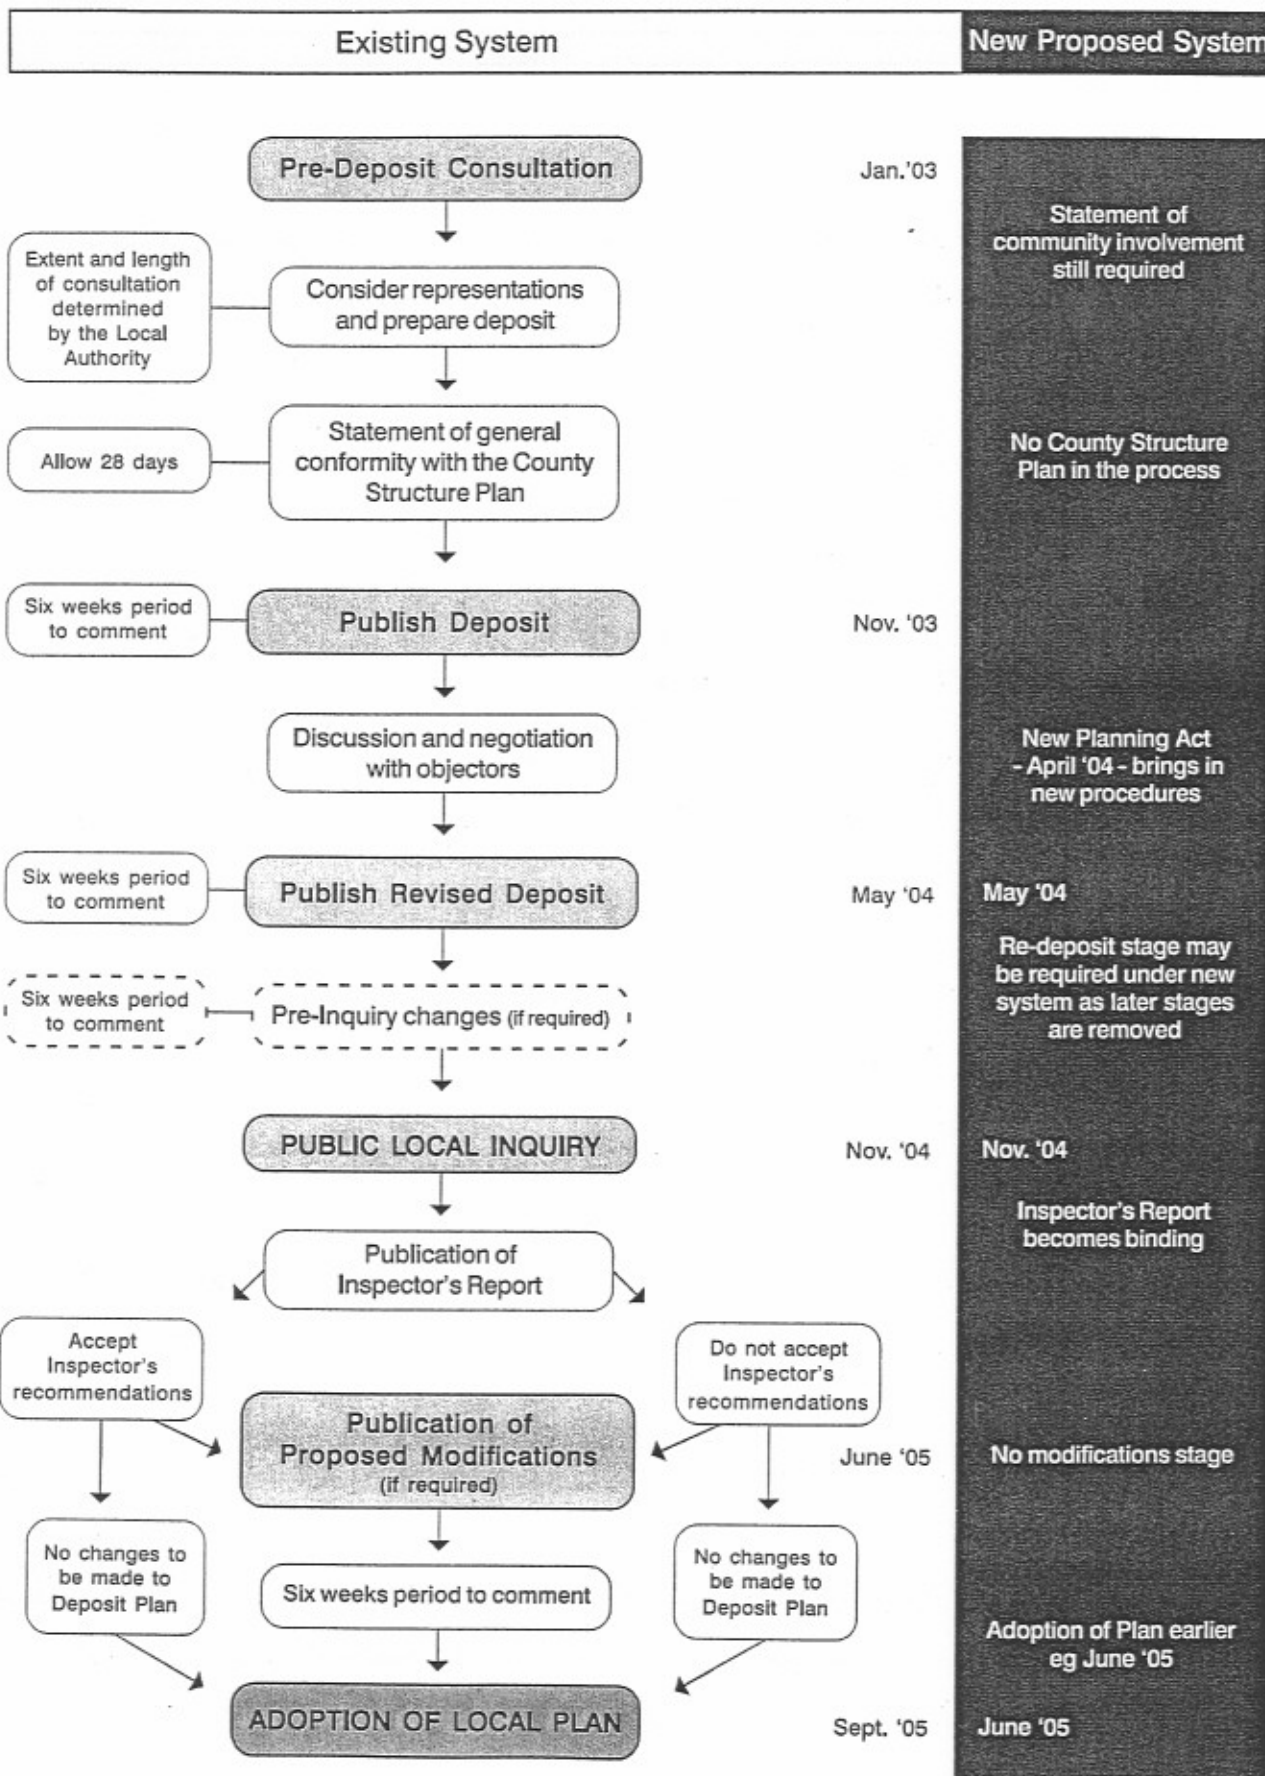 Existing System
New Proposed System
Pre-Deposit Consultation
Jan.'03
Statement of
community involvement
still required
Extent and length
of consultation
determined
by the Local
Authority
Consider representations
and prepare deposit
Allow 28 days
Statement of general
conformity with the County
Structure Plan
No County Structure
Plan in the process
Six weeks period
to comment
Publish Deposit
Nov. '03
Discussion and negotiation
with objectors
New Planning Act
- April '04 - brings in
new procedures
Six weeks period
to comment
Publish Revised Deposit
May '04
May '04
Re-deposit stage may
be required under new
system as later stages
are removed
Six weeks period
to comment
Pre-Inquiry changes (if required)
PUBLIC LOCAL INQUIRY
Nov. '04
Nov. '04
Inspector's Report
becomes binding
Publication of
Inspector's Report
Accept
Inspector's
recommendations
Do not accept
Inspector's
recommendations
Publication of
Proposed Modifications
(if required)
June '05
No modifications stage
No changes to
be made to
Deposit Plan
Six weeks period to comment
No changes to
be made to
Deposit Plan
Adoption of Plan earlier
eg June '05
ADOPTION OF LOCAL PLAN
Sept. '05
June '05